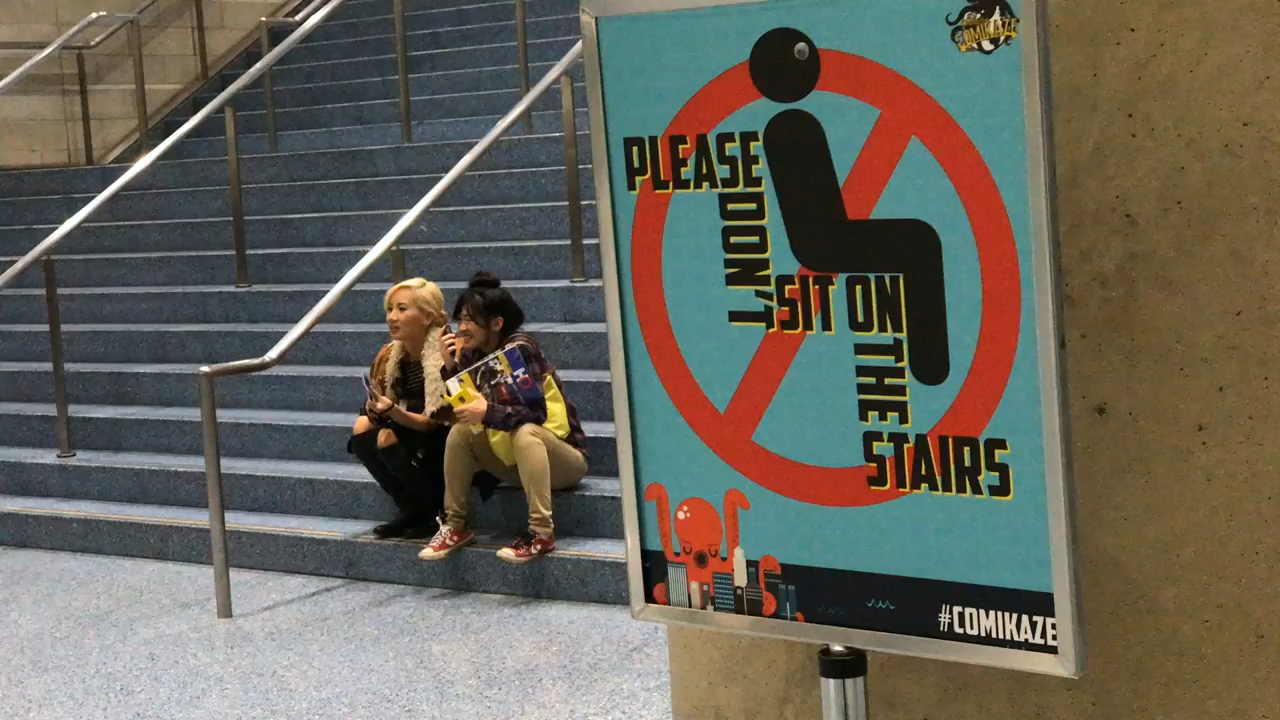 COMIKAZE
PLEASE
DON'T
SIT ON
THE
STAIRS
#COMIKAZE